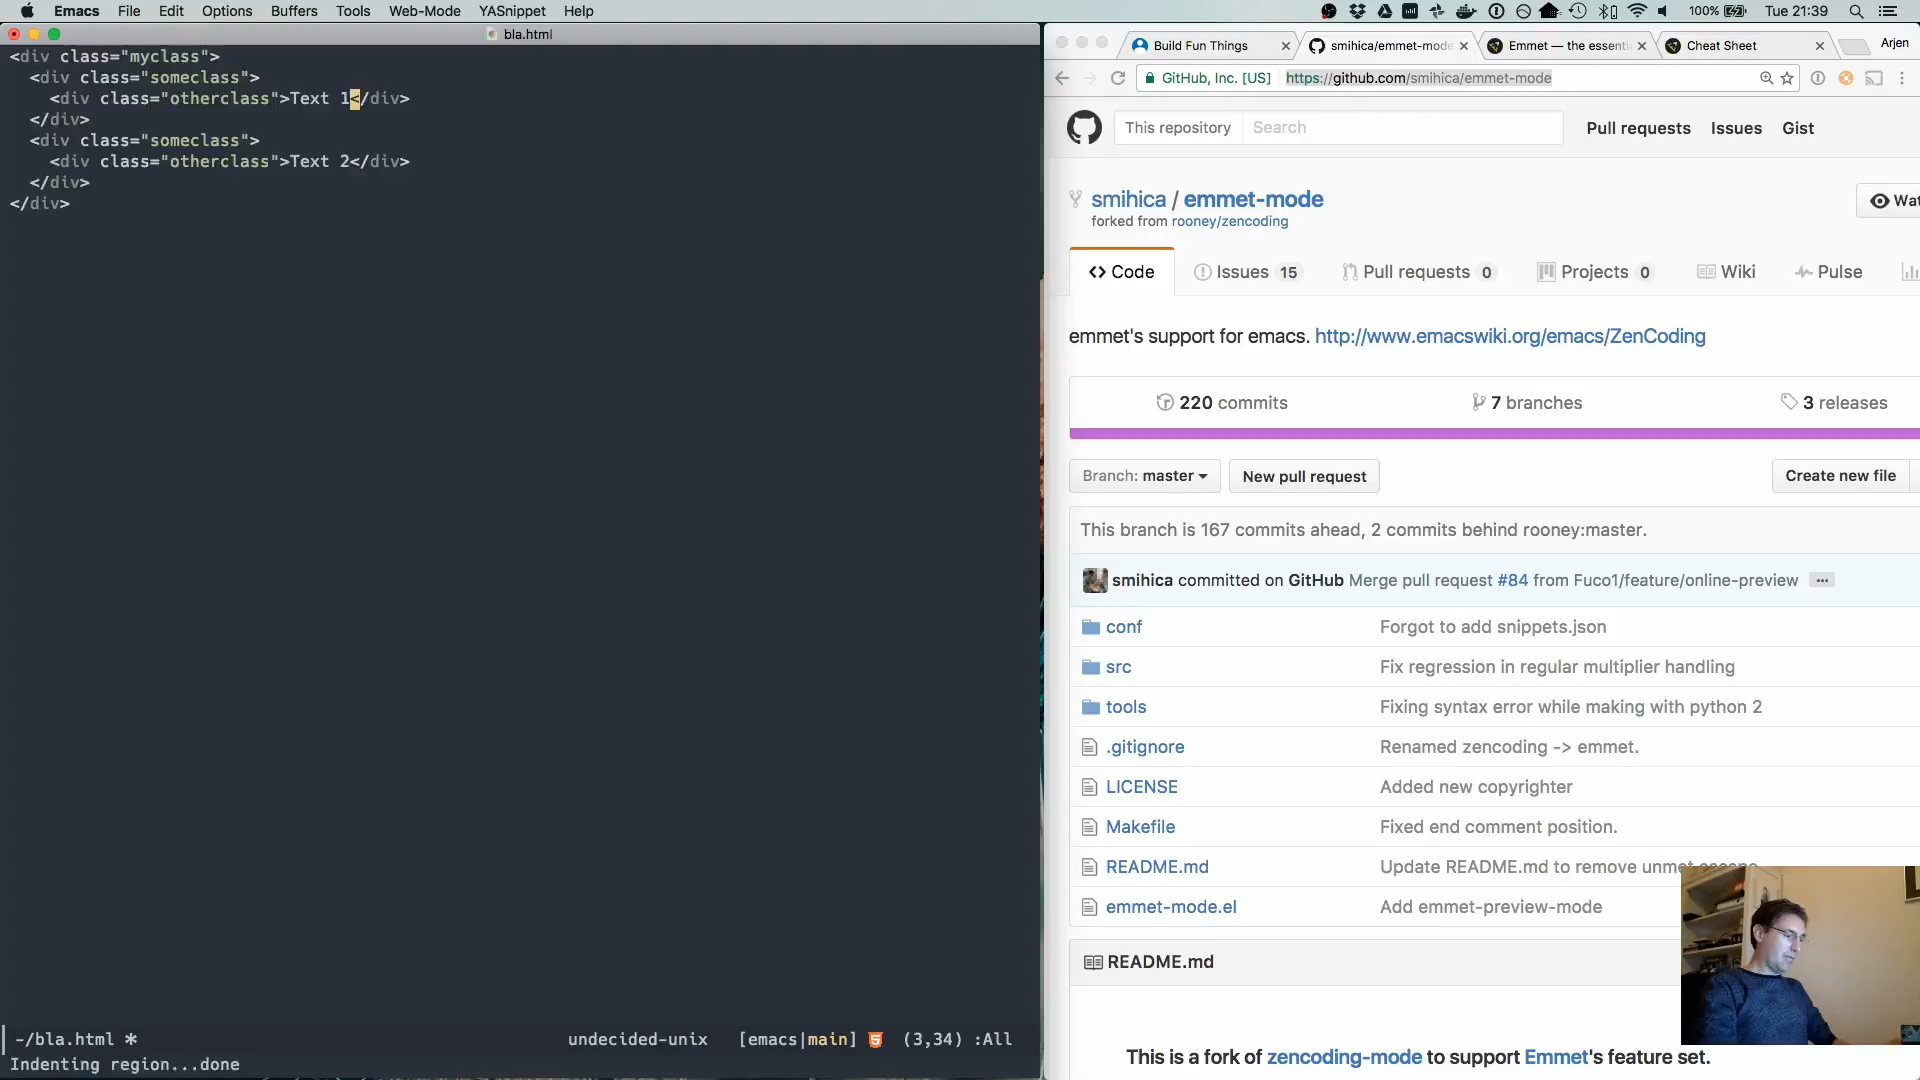 Emacs File Edit Options Buffers Tools Web-Mode YASnippet Help 100% Tue 21:39
bla.html
<div class="myclass">
<div class="someclass">
<div class="otherclass">Text 1</div>
</div>
<div class="someclass">
<div class="otherclass">Text 2</div>
</div>
</div>
~/bla.html * undecided-unix [emacs|main] (3,34) :All
Indenting region...done
Build Fun Things smihica/emmet-mode Emmet — the essenti Cheat Sheet Arjen
GitHub, Inc. [US] https://github.com/smihica/emmet-mode
This repository Search Pull requests Issues Gist
smihica / emmet-mode Wat
forked from rooney/zencoding
Code Issues 15 Pull requests 0 Projects 0 Wiki Pulse
emmet's support for emacs. http://www.emacswiki.org/emacs/ZenCoding
220 commits 7 branches 3 releases
Branch: master New pull request Create new file
This branch is 167 commits ahead, 2 commits behind rooney:master.
smihica committed on GitHub Merge pull request #84 from Fuco1/feature/online-preview ...
conf Forgot to add snippets.json
src Fix regression in regular multiplier handling
tools Fixing syntax error while making with python 2
.gitignore Renamed zencoding -> emmet.
LICENSE Added new copyrighter
Makefile Fixed end comment position.
README.md Update README.md to remove unmet
emmet-mode.el Add emmet-preview-mode
README.md
This is a fork of zencoding-mode to support Emmet's feature set.